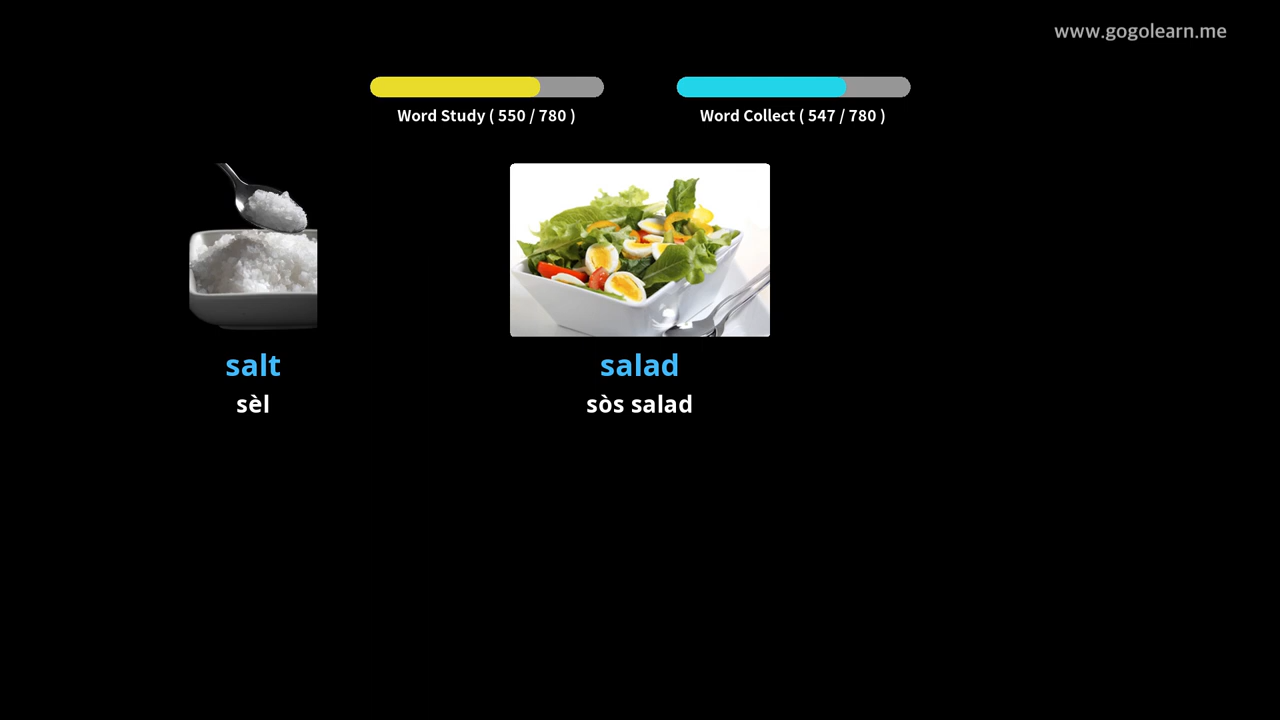 www.gogolearn.me
Word Study ( 550 / 780 )
Word Collect ( 547 / 780 )
salt
sèl
salad
sòs salad